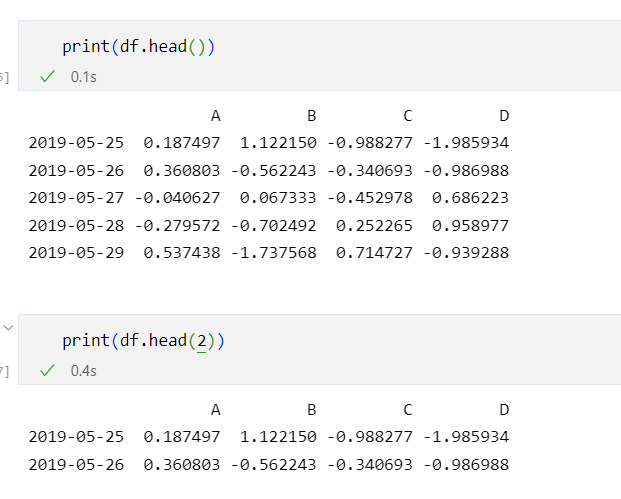 print(df.head())
5] 0.1s
A B C D
2019-05-25 0.187497 1.122150 -0.988277 -1.985934
2019-05-26 0.360803 -0.562243 -0.340693 -0.986988
2019-05-27 -0.040627 0.067333 -0.452978 0.686223
2019-05-28 -0.279572 -0.702492 0.252265 0.958977
2019-05-29 0.537438 -1.737568 0.714727 -0.939288
print(df.head(2))
7] 0.4s
A B C D
2019-05-25 0.187497 1.122150 -0.988277 -1.985934
2019-05-26 0.360803 -0.562243 -0.340693 -0.986988